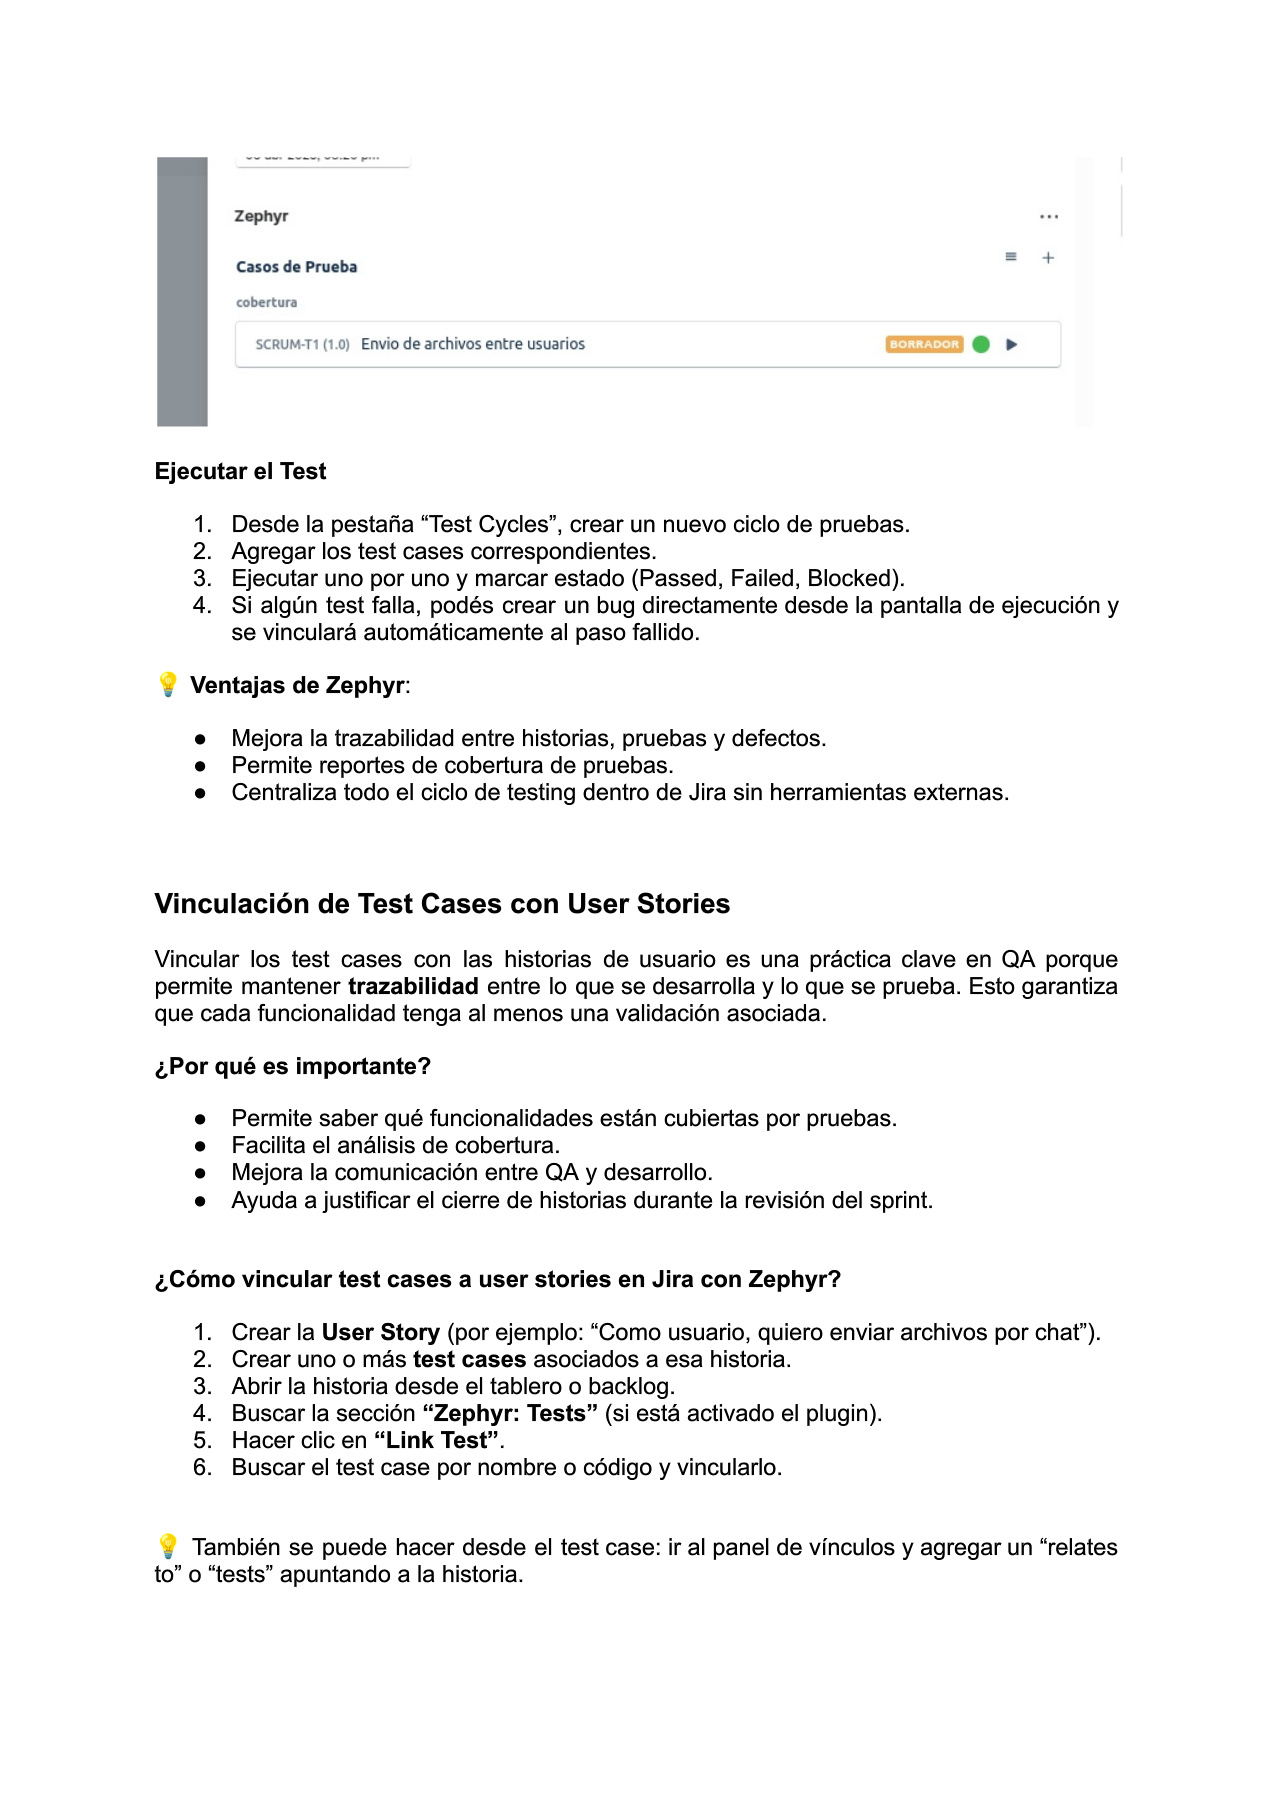 Zephyr
Casos de Prueba
cobertura
SCRUM-T1 (1.0) Envio de archivos entre usuarios BORRADOR
Ejecutar el Test
1. Desde la pestaña “Test Cycles”, crear un nuevo ciclo de pruebas.
2. Agregar los test cases correspondientes.
3. Ejecutar uno por uno y marcar estado (Passed, Failed, Blocked).
4. Si algún test falla, podés crear un bug directamente desde la pantalla de ejecución y
se vinculará automáticamente al paso fallido.
💡 Ventajas de Zephyr:
● Mejora la trazabilidad entre historias, pruebas y defectos.
● Permite reportes de cobertura de pruebas.
● Centraliza todo el ciclo de testing dentro de Jira sin herramientas externas.
Vinculación de Test Cases con User Stories
Vincular los test cases con las historias de usuario es una práctica clave en QA porque
permite mantener trazabilidad entre lo que se desarrolla y lo que se prueba. Esto garantiza
que cada funcionalidad tenga al menos una validación asociada.
¿Por qué es importante?
● Permite saber qué funcionalidades están cubiertas por pruebas.
● Facilita el análisis de cobertura.
● Mejora la comunicación entre QA y desarrollo.
● Ayuda a justificar el cierre de historias durante la revisión del sprint.
¿Cómo vincular test cases a user stories en Jira con Zephyr?
1. Crear la User Story (por ejemplo: “Como usuario, quiero enviar archivos por chat”).
2. Crear uno o más test cases asociados a esa historia.
3. Abrir la historia desde el tablero o backlog.
4. Buscar la sección “Zephyr: Tests” (si está activado el plugin).
5. Hacer clic en “Link Test”.
6. Buscar el test case por nombre o código y vincularlo.
💡 También se puede hacer desde el test case: ir al panel de vínculos y agregar un “relates
to” o “tests” apuntando a la historia.